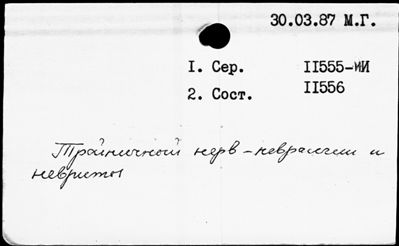 30.03.87 М.Г.
I. Сер. II555-ИИ
2. Сост. II556
Тройничный нерв - невралгии и
невриты